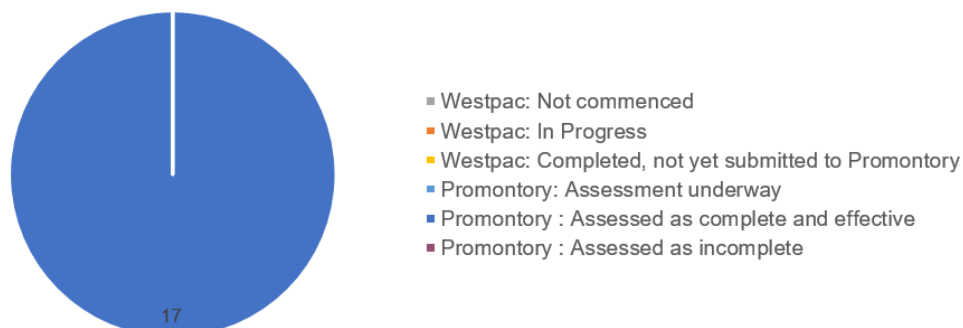 Westpac: Not commenced
Westpac: In Progress
Westpac: Completed, not yet submitted to Promontory
Promontory: Assessment underway
Promontory : Assessed as complete and effective
Promontory : Assessed as incomplete
17